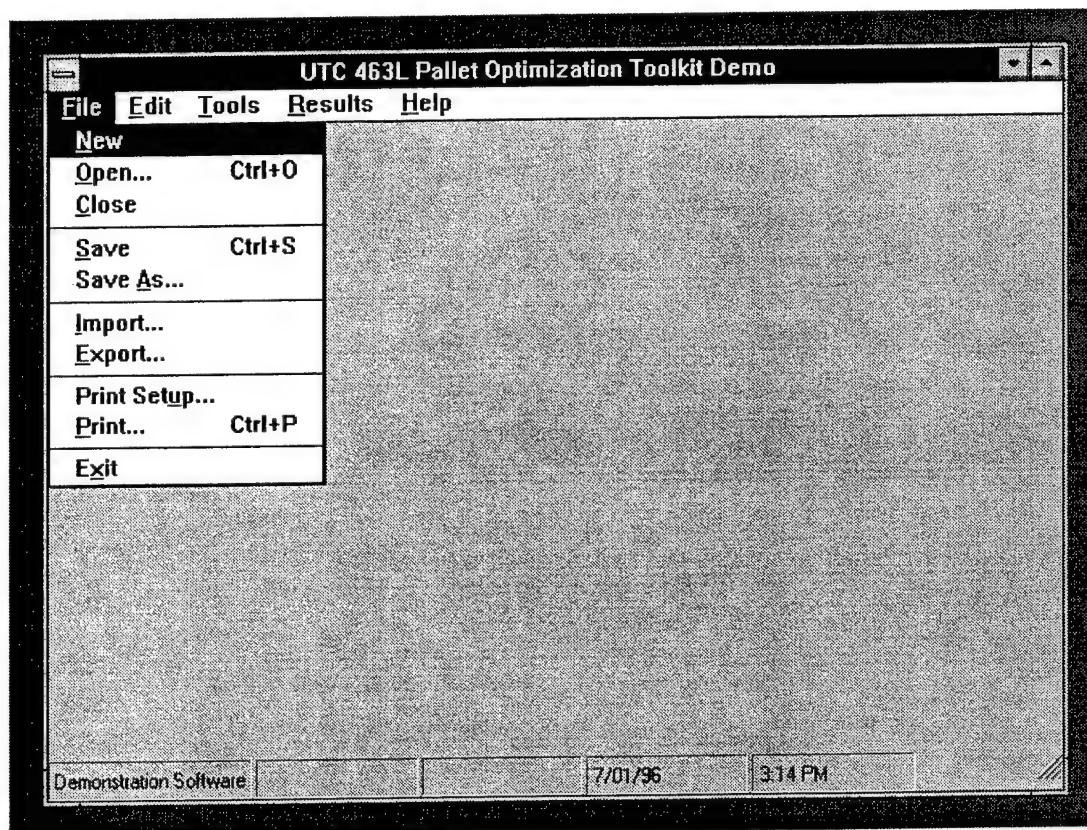 UTC 463L Pallet Optimization Toolkit Demo
File Edit Tools Results Help
New
Open... Ctrl+O
Close
Save Ctrl+S
Save As...
Import...
Export...
Print Setup...
Print... Ctrl+P
Exit
Demonstration Software 7/01/96 3:14 PM